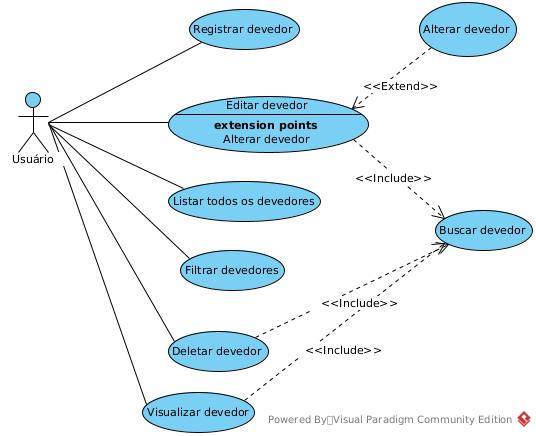 Registrar devedor
Alterar devedor
<<Extend>>
Editar devedor
extension points
Alterar devedor
Usuário
<<Include>>
Listar todos os devedores
Buscar devedor
Filtrar devedores
<<Include>>
Deletar devedor
<<Include>>
Visualizar devedor
Powered By Visual Paradigm Community Edition